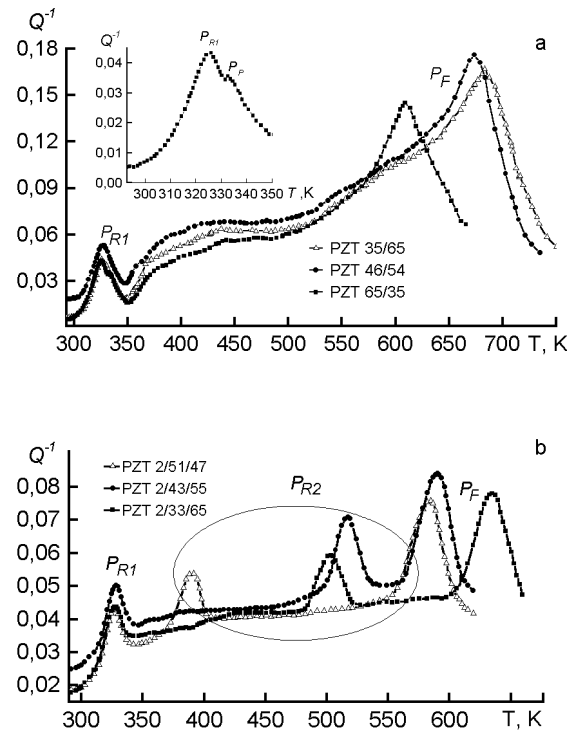 Q⁻¹
a
0,18
0,15
0,12
0,09
0,06
0,03
Q⁻¹
0,05
0,04
0,03
0,02
0,01
0,00
P_R1
P_P
300 310 320 330 340 350 T ,K
P_F
P_R1
PZT 35/65
PZT 46/54
PZT 65/35
300 350 400 450 500 550 600 650 700 T, K
Q⁻¹
b
0,08
0,07
0,06
0,05
0,04
0,03
0,02
PZT 2/51/47
PZT 2/43/55
PZT 2/33/65
P_R2
P_F
P_R1
300 350 400 450 500 550 600 T, K